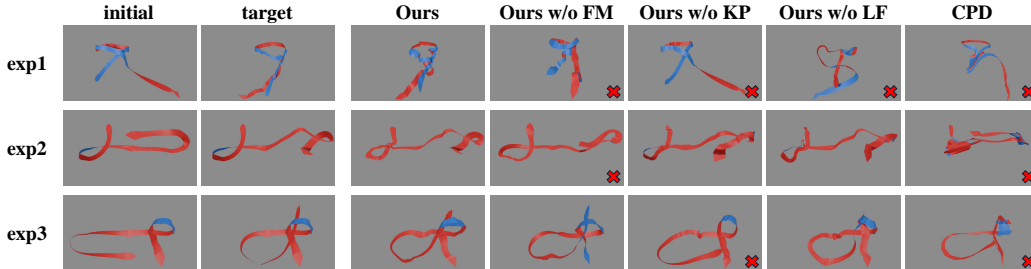 initial target Ours Ours w/o FM Ours w/o KP Ours w/o LF CPD
exp1
exp2
exp3